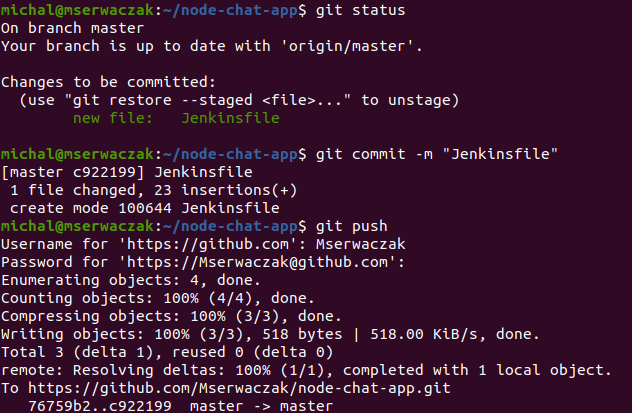 michal@mserwaczak:~/node-chat-app$ git status
On branch master
Your branch is up to date with 'origin/master'.

Changes to be committed:
  (use "git restore --staged <file>..." to unstage)
        new file:   Jenkinsfile

michal@mserwaczak:~/node-chat-app$ git commit -m "Jenkinsfile"
[master c922199] Jenkinsfile
 1 file changed, 23 insertions(+)
 create mode 100644 Jenkinsfile
michal@mserwaczak:~/node-chat-app$ git push
Username for 'https://github.com': Mserwaczak
Password for 'https://Mserwaczak@github.com':
Enumerating objects: 4, done.
Counting objects: 100% (4/4), done.
Compressing objects: 100% (3/3), done.
Writing objects: 100% (3/3), 518 bytes | 518.00 KiB/s, done.
Total 3 (delta 1), reused 0 (delta 0)
remote: Resolving deltas: 100% (1/1), completed with 1 local object.
To https://github.com/Mserwaczak/node-chat-app.git
   76759b2..c922199  master -> master